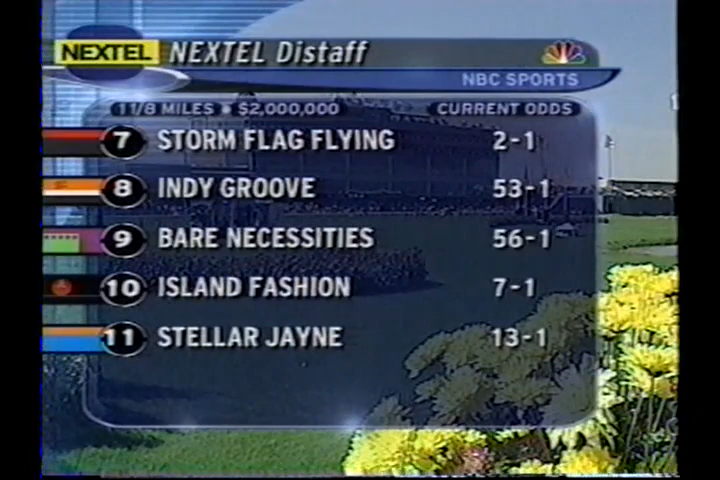 NEXTEL NEXTEL Distaff
NBC SPORTS
1 1/8 MILES • $2,000,000 CURRENT ODDS
7 STORM FLAG FLYING 2-1
8 INDY GROOVE 53-1
9 BARE NECESSITIES 56-1
10 ISLAND FASHION 7-1
11 STELLAR JAYNE 13-1